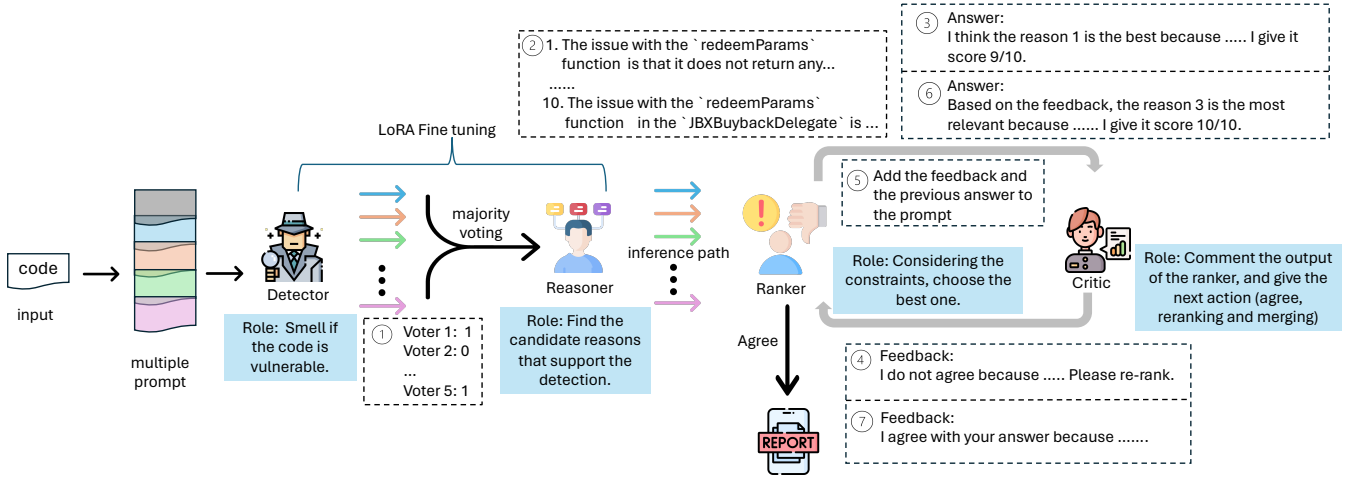 code
input
multiple
prompt
LoRA Fine tuning
Detector
Role: Smell if
the code is
vulnerable.
1
Voter 1: 1
Voter 2: 0
...
Voter 5: 1
majority
voting
Reasoner
Role: Find the
candidate reasons
that support the
detection.
2
1. The issue with the `redeemParams`
function is that it does not return any...
......
10. The issue with the `redeemParams`
function in the `JBXBuybackDelegate` is ...
inference path
Ranker
Role: Considering the
constraints, choose the
best one.
3
Answer:
I think the reason 1 is the best because ..... I give it
score 9/10.
6
Answer:
Based on the feedback, the reason 3 is the most
relevant because ...... I give it score 10/10.
5
Add the feedback and
the previous answer to
the prompt
Critic
Role: Comment the output
of the ranker, and give the
next action (agree,
reranking and merging)
Agree
REPORT
4
Feedback:
I do not agree because ..... Please re-rank.
7
Feedback:
I agree with your answer because .......